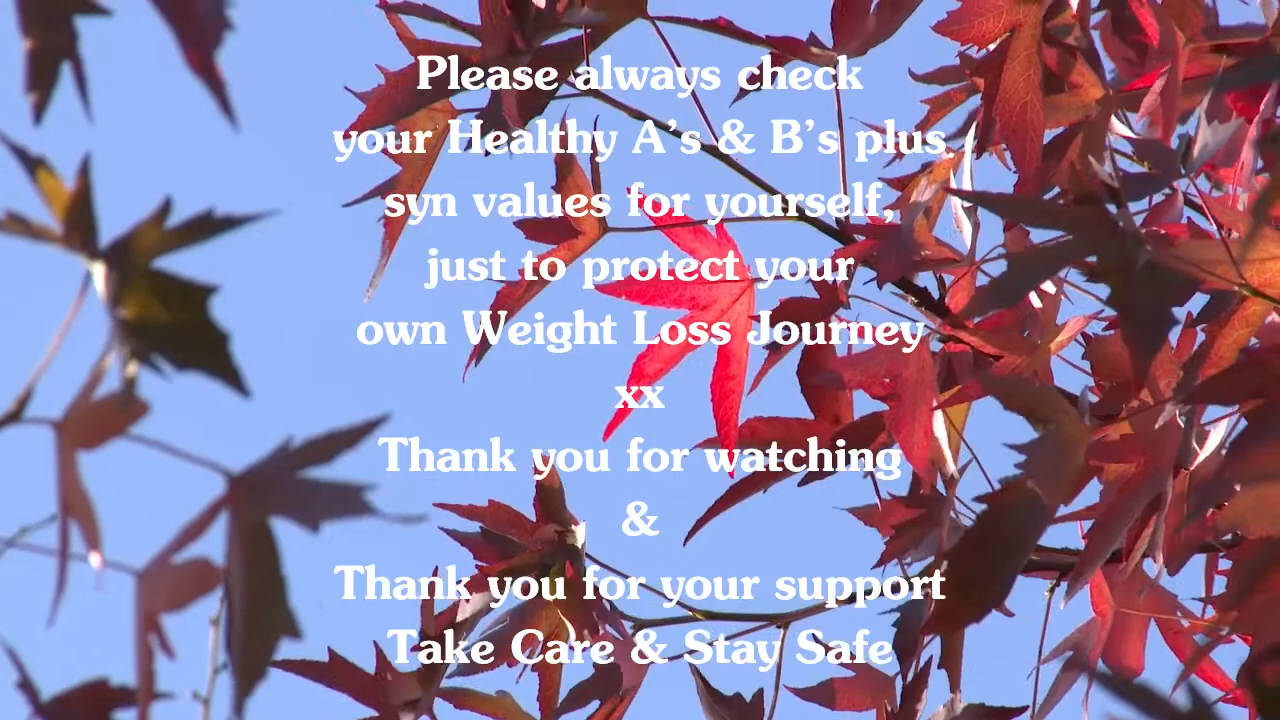 Please always check
your Healthy A's & B's plus
syn values for yourself,
just to protect your
own Weight Loss Journey
xx
Thank you for watching
&
Thank you for your support
Take Care & Stay Safe